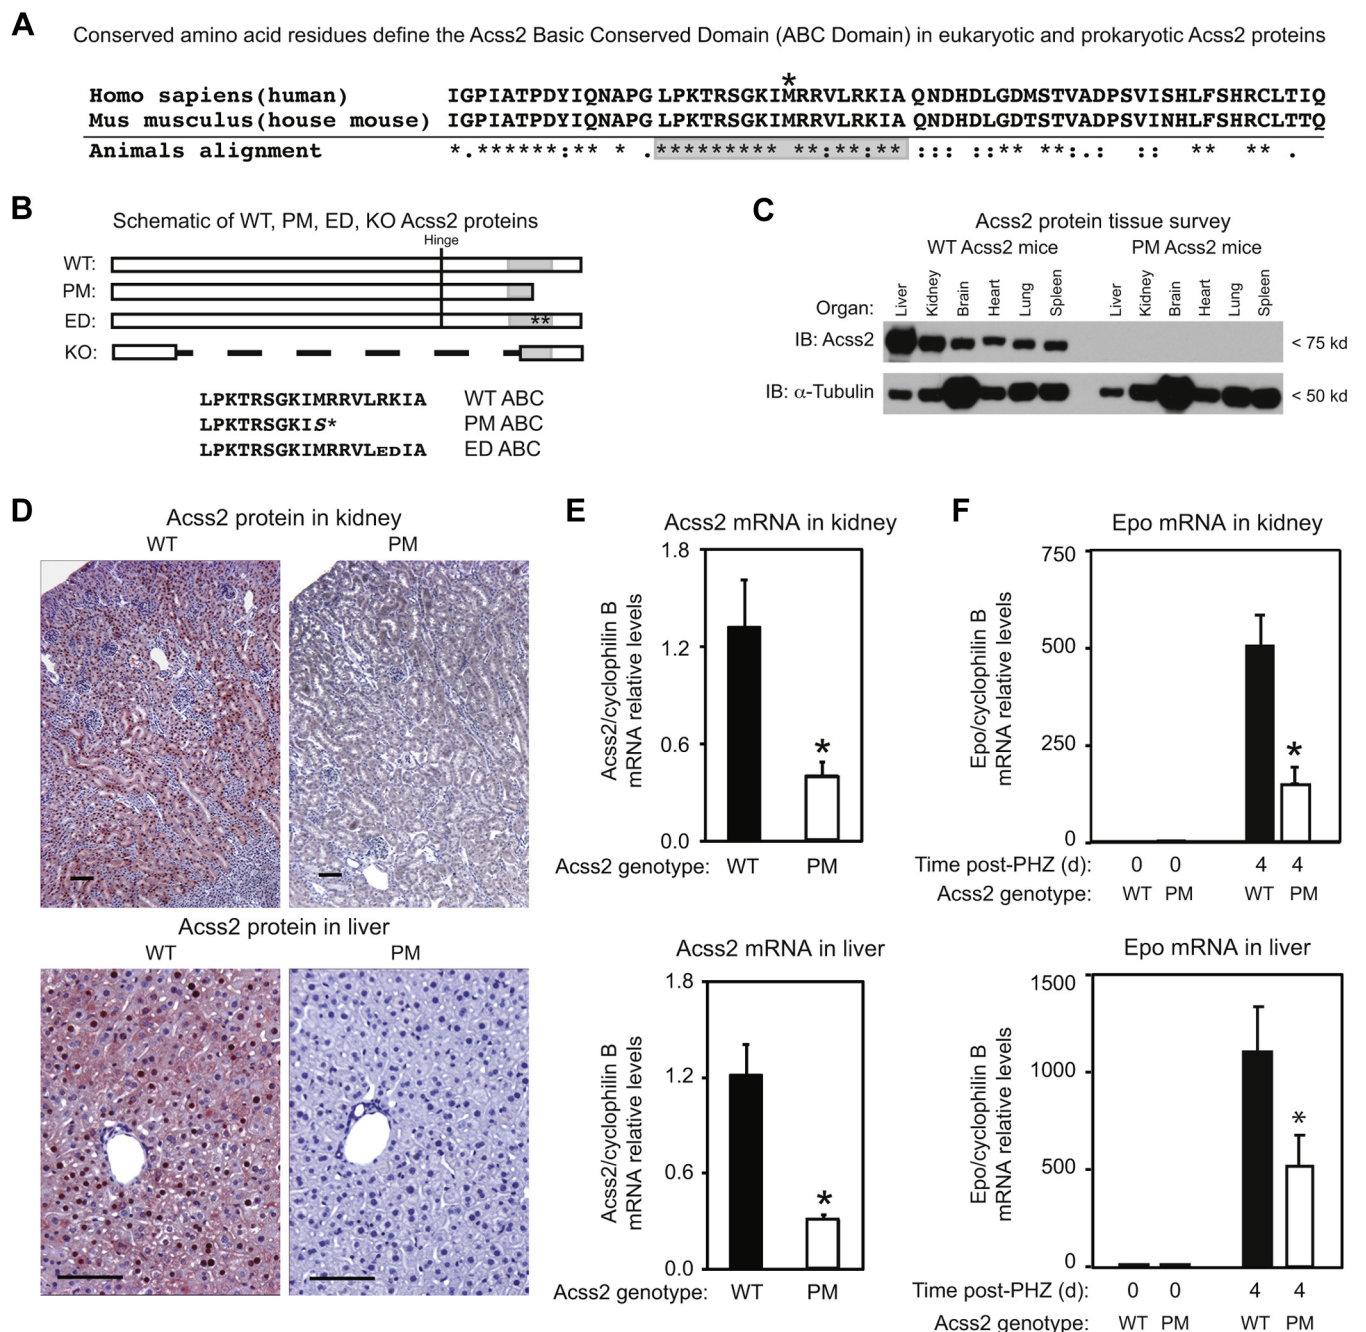 A
Conserved amino acid residues define the Acss2 Basic Conserved Domain (ABC Domain) in eukaryotic and prokaryotic Acss2 proteins
*
Homo sapiens(human) IGPIATPDYIQNAPG LPKTRSGKIMRRVLRKIA QNDHDLGDMSTVADPSVISHLFSHRCLTIQ
Mus musculus(house mouse) IGPIATPDYIQNAPG LPKTRSGKIMRRVLRKIA QNDHDLGDTSTVADPSVINHLFSHRCLTTQ
Animals alignment *.******:** * .********* **:**:** ::: :** **:.: :: ** ** .
B
Schematic of WT, PM, ED, KO Acss2 proteins
Hinge
WT:
PM:
ED: **
KO:
LPKTRSGKIMRRVLRKIA WT ABC
LPKTRSGKIS* PM ABC
LPKTRSGKIMRRVLEDIA ED ABC
C
Acss2 protein tissue survey
WT Acss2 mice PM Acss2 mice
Organ: Liver Kidney Brain Heart Lung Spleen Liver Kidney Brain Heart Lung Spleen
IB: Acss2 < 75 kd
IB: α-Tubulin < 50 kd
D
Acss2 protein in kidney
WT PM
Acss2 protein in liver
WT PM
E
Acss2 mRNA in kidney
Acss2/cyclophilin B
mRNA relative levels
1.8
1.2
0.6
0.0
*
Acss2 genotype: WT PM
Acss2 mRNA in liver
Acss2/cyclophilin B
mRNA relative levels
1.8
1.2
0.6
0.0
*
Acss2 genotype: WT PM
F
Epo mRNA in kidney
Epo/cyclophilin B
mRNA relative levels
750
500
250
0
*
Time post-PHZ (d): 0 0 4 4
Acss2 genotype: WT PM WT PM
Epo mRNA in liver
Epo/cyclophilin B
mRNA relative levels
1500
1000
500
0
*
Time post-PHZ (d): 0 0 4 4
Acss2 genotype: WT PM WT PM